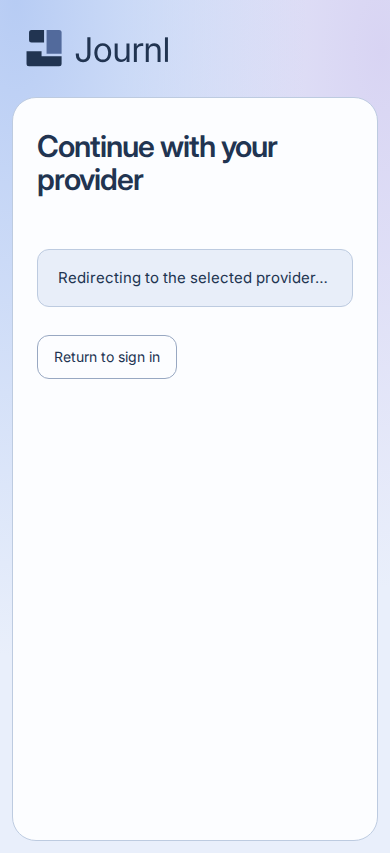 Journl
Continue with your
provider
Redirecting to the selected provider...
Return to sign in